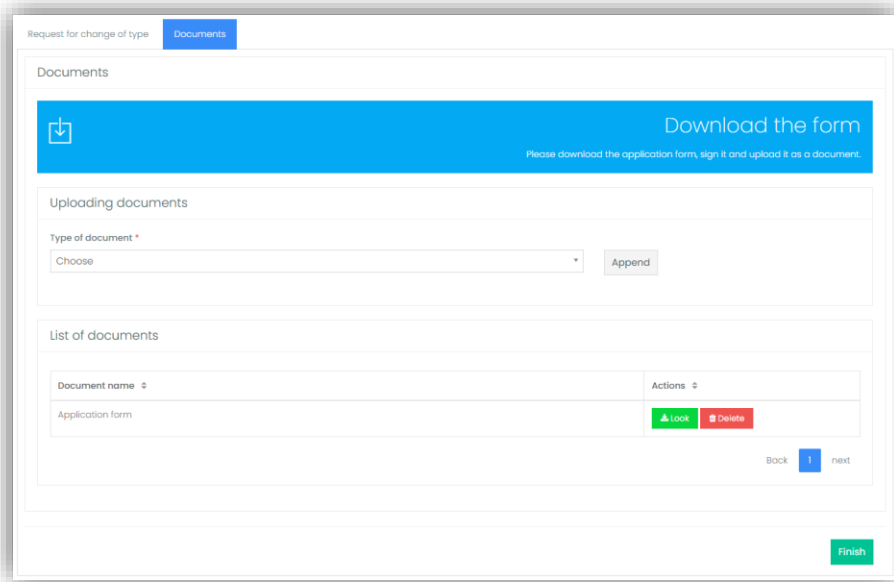 Request for change of type Documents
Documents
Download the form
Please download the application form, sign it and upload it as a document.
Uploading documents
Type of document *
Choose Append
List of documents
Document name Actions
Application form Look Delete
Back 1 next
Finish